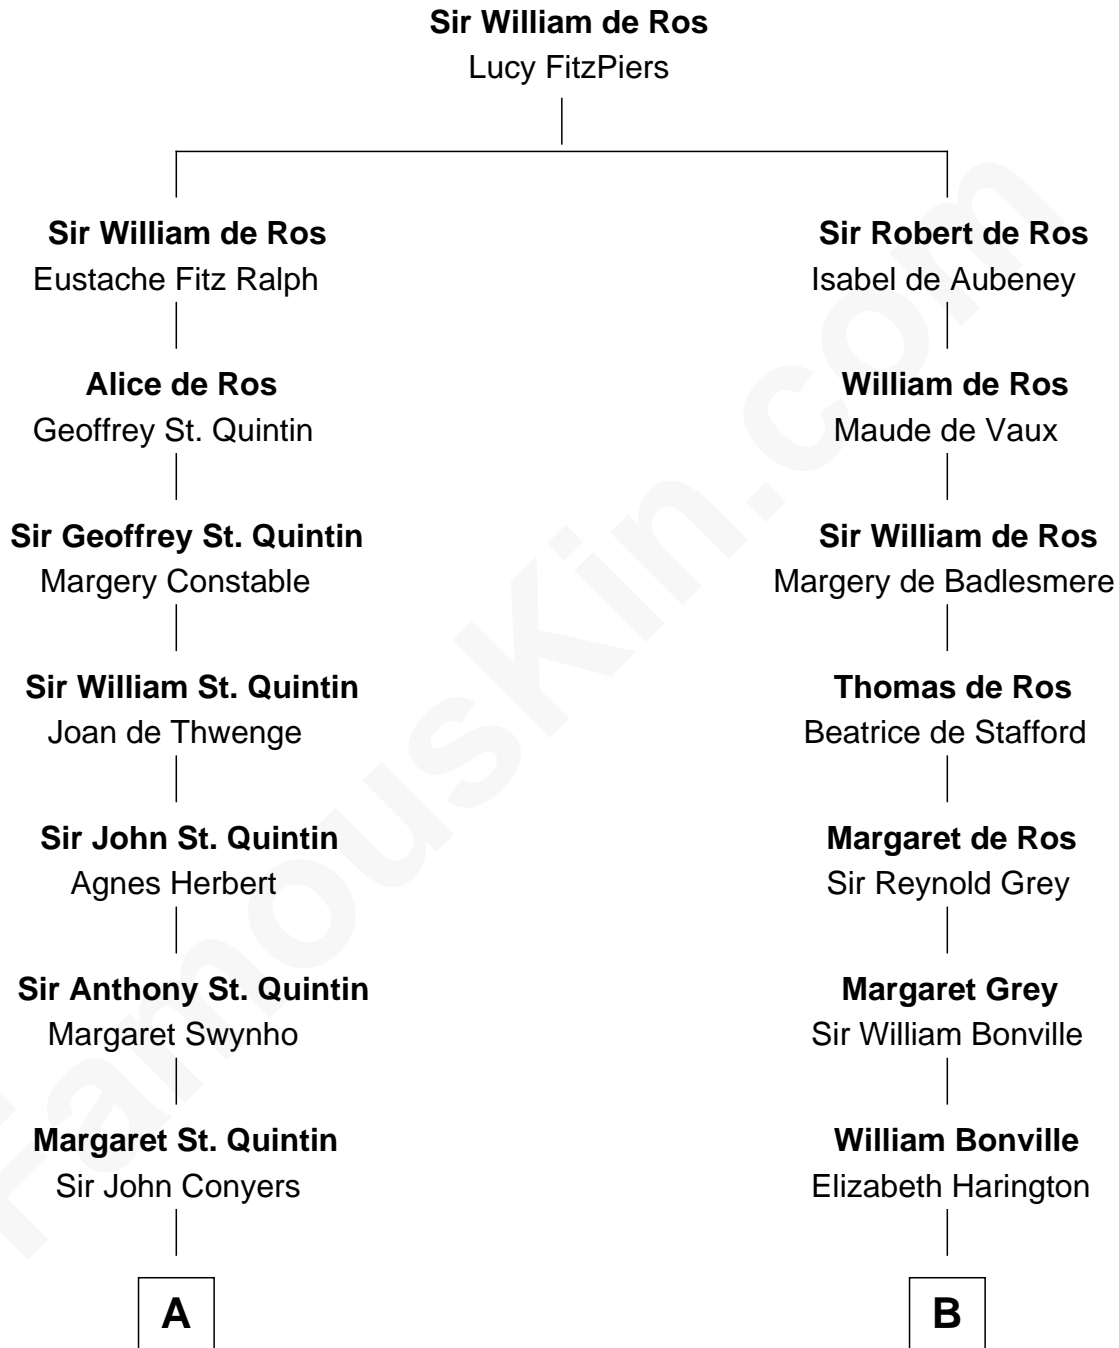 Sir William de Ros
Lucy FitzPiers
Sir William de Ros
Eustache Fitz Ralph
Alice de Ros
Geoffrey St. Quintin
Sir Geoffrey St. Quintin
Margery Constable
Sir William St. Quintin
Joan de Thwenge
Sir John St. Quintin
Agnes Herbert
Sir Anthony St. Quintin
Margaret Swynho
Margaret St. Quintin
Sir John Conyers
A
Sir Robert de Ros
Isabel de Aubeney
William de Ros
Maude de Vaux
Sir William de Ros
Margery de Badlesmere
Thomas de Ros
Beatrice de Stafford
Margaret de Ros
Sir Reynold Grey
Margaret Grey
Sir William Bonville
William Bonville
Elizabeth Harington
B
FamousKin.com